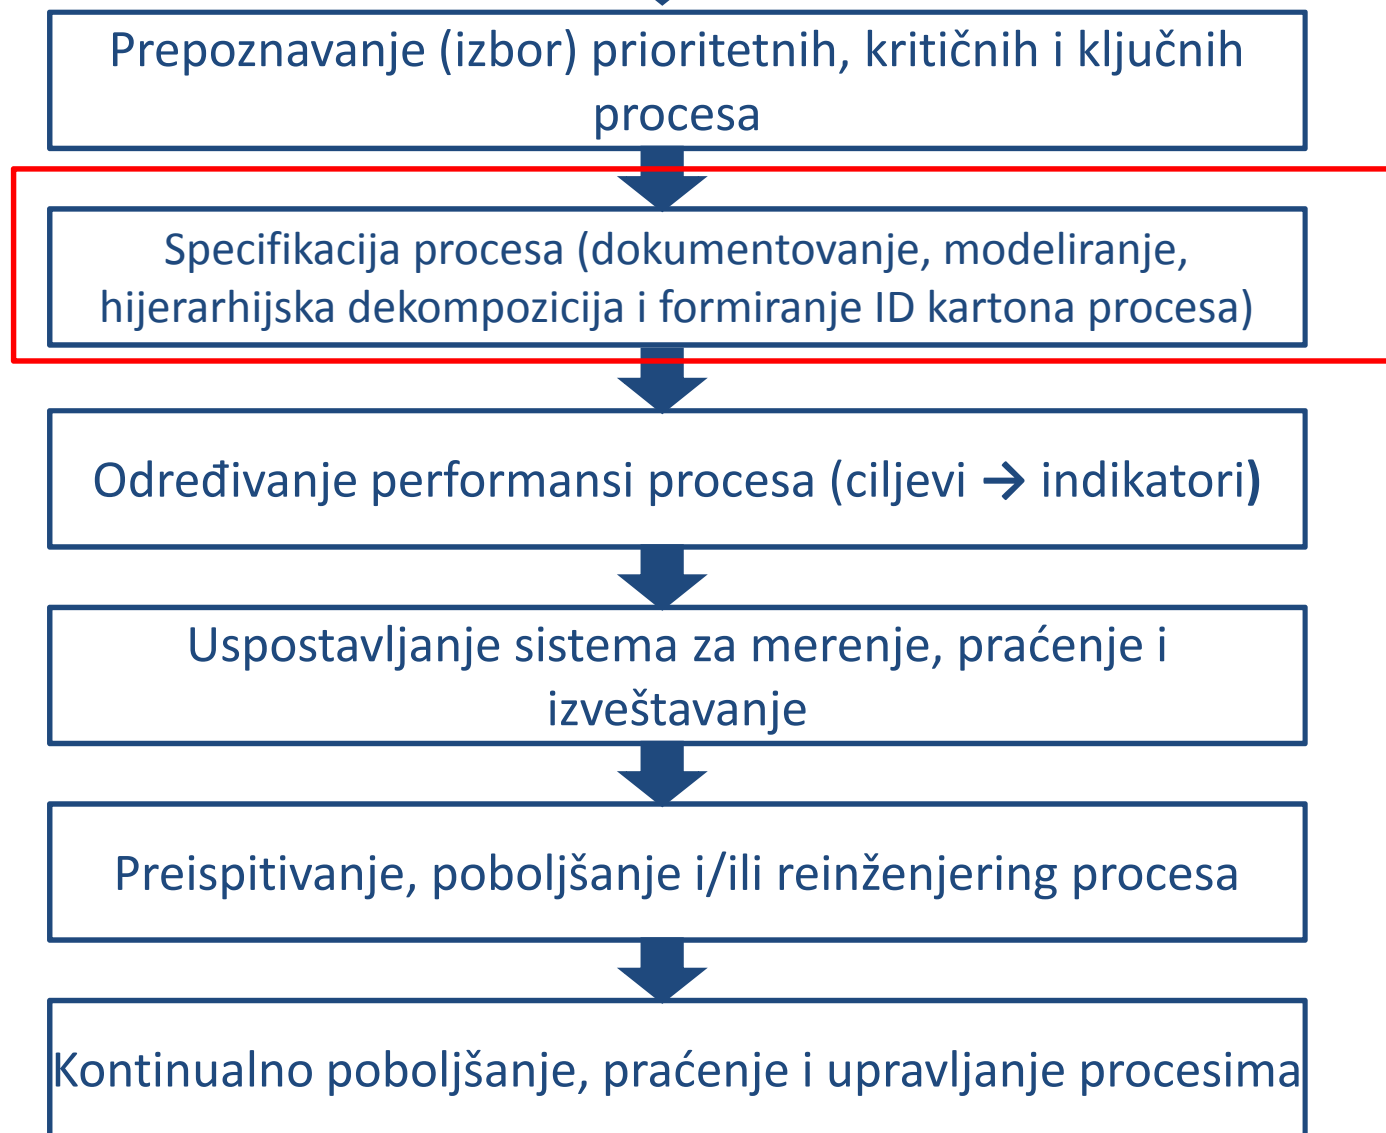 Prepoznavanje (izbor) prioritetnih, kritičnih i ključnih
procesa
Specifikacija procesa (dokumentovanje, modeliranje,
hijerarhijska dekompozicija i formiranje ID kartona procesa)
Određivanje performansi procesa (ciljevi → indikatori)
Uspostavljanje sistema za merenje, praćenje i
izveštavanje
Preispitivanje, poboljšanje i/ili reinženjering procesa
Kontinualno poboljšanje, praćenje i upravljanje procesima